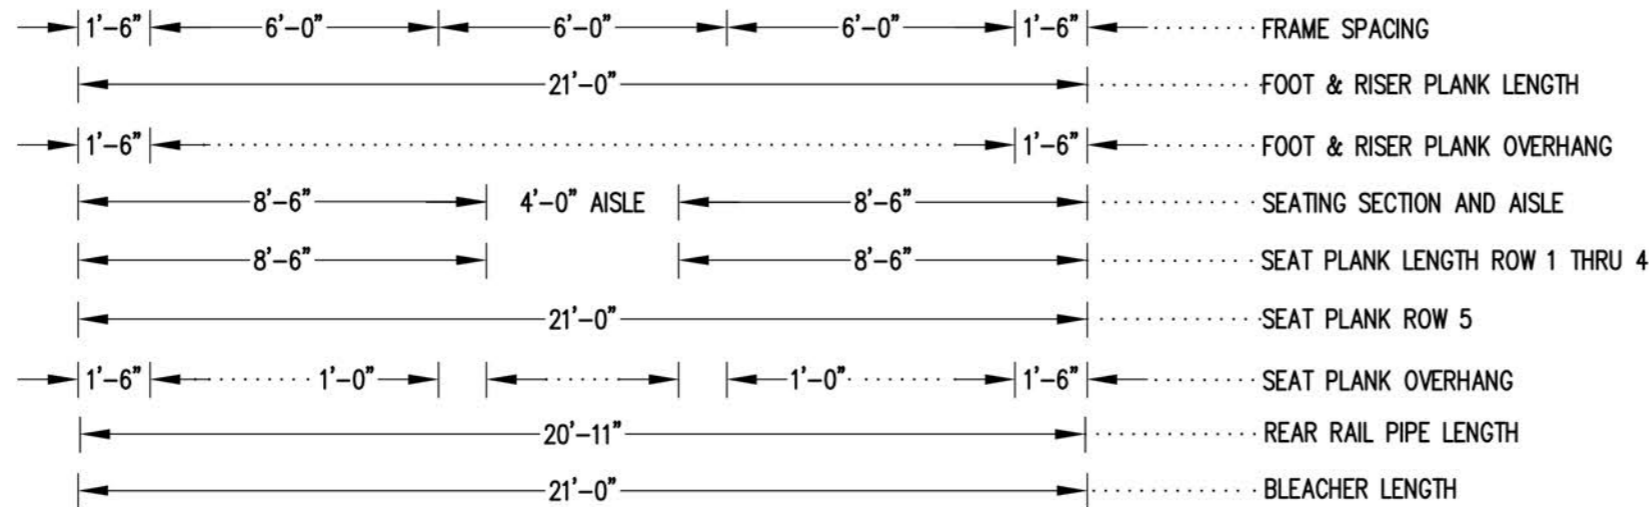 1'-6" 6'-0" 6'-0" 6'-0" 1'-6" FRAME SPACING
21'-0" FOOT & RISER PLANK LENGTH
1'-6" 1'-6" FOOT & RISER PLANK OVERHANG
8'-6" 4'-0" AISLE 8'-6" SEATING SECTION AND AISLE
8'-6" 8'-6" SEAT PLANK LENGTH ROW 1 THRU 4
21'-0" SEAT PLANK ROW 5
1'-6" 1'-0" 1'-0" 1'-6" SEAT PLANK OVERHANG
20'-11" REAR RAIL PIPE LENGTH
21'-0" BLEACHER LENGTH